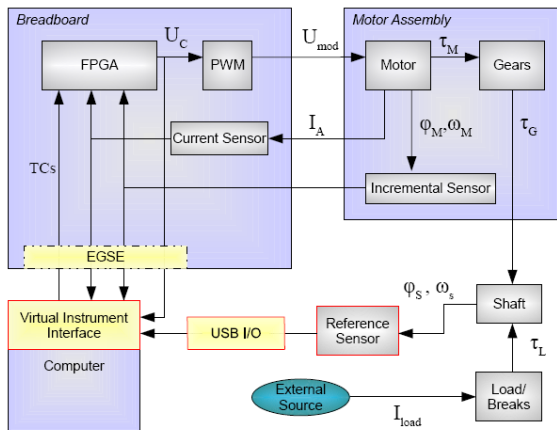 Breadboard
Motor Assembly
U_C
U_mod
τ_M
FPGA
PWM
Motor
Gears
I_A
φ_M,ω_M
τ_G
Current Sensor
TCs
Incremental Sensor
EGSE
φ_S , ω_s
Virtual Instrument
Interface
USB I/O
Reference
Sensor
Shaft
Computer
τ_L
External
Source
I_load
Load/
Breaks